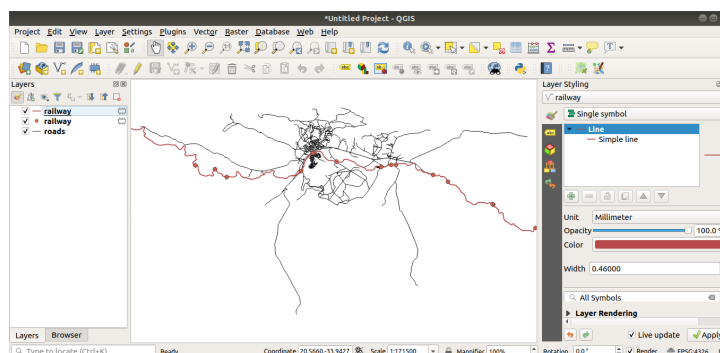 *Untitled Project - QGIS
Project Edit View Layer Settings Plugins Vector Raster Database Web Help
Layers
railway
railway
roads
Layers Browser
Layer Styling
railway
Single symbol
Line
Simple line
Unit Millimeter
Opacity 100.0
Color
Width 0.46000
All Symbols
Layer Rendering
Live update Apply
Type to locate (Ctrl+K) Ready Coordinate 20.5660,-33.9427 Scale 1:171500 Magnifier 100% Rotation 0.0° Render EPSG:4326